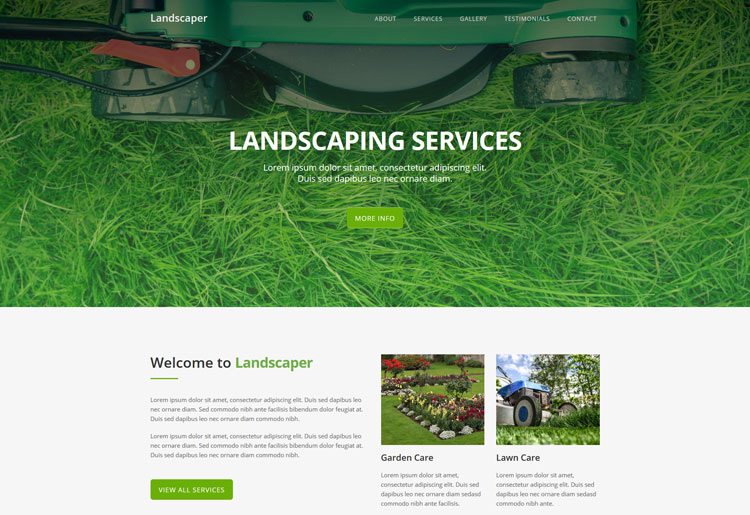 Landscaper
ABOUT SERVICES GALLERY TESTIMONIALS CONTACT
LANDSCAPING SERVICES
Lorem ipsum dolor sit amet, consectetur adipiscing elit.
Duis sed dapibus leo nec ornare diam.
MORE INFO
Welcome to Landscaper
Lorem ipsum dolor sit amet, consectetur adipiscing elit. Duis sed dapibus leo
nec ornare diam. Sed commodo nibh ante facilisis bibendum dolor feugiat at.
Duis sed dapibus leo nec ornare diam commodo nibh.
Lorem ipsum dolor sit amet, consectetur adipiscing elit. Duis sed dapibus leo
nec ornare diam. Sed commodo nibh ante facilisis bibendum dolor feugiat at.
Duis sed dapibus leo nec ornare diam commodo nibh.
VIEW ALL SERVICES
Garden Care
Lorem ipsum dolor sit amet,
consectetur adipiscing elit. Duis sed
dapibus leo nec ornare diam sedasd
commodo nibh ante facilisis.
Lawn Care
Lorem ipsum dolor sit amet,
consectetur adipiscing elit. Duis sed
dapibus leo nec ornare diam sed
commodo nibh ante.